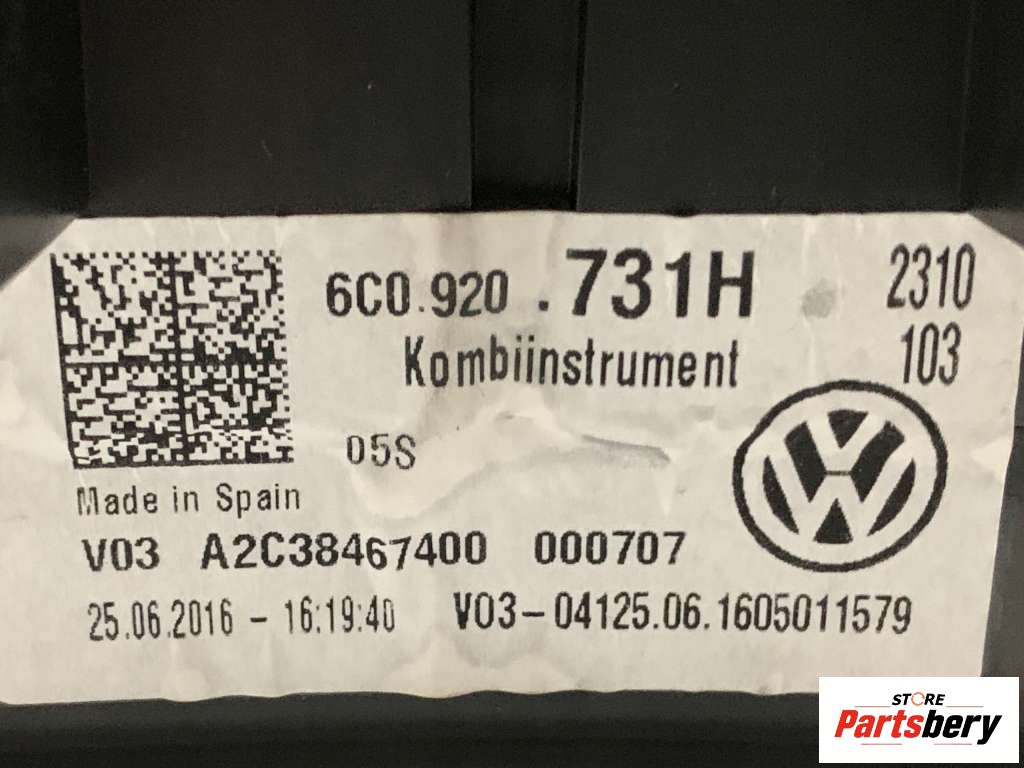 6C0.920 .731H 2310
Kombiinstrument 103
05S
Made in Spain
V03 A2C38467400 000707
25.06.2016 - 16:19:40 V03-04125.06.1605011579
STORE
Partsbery